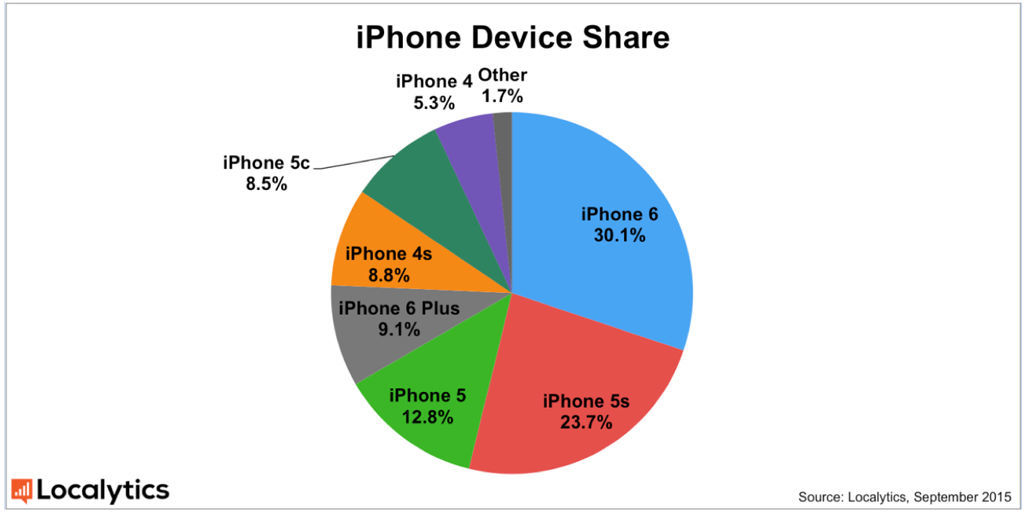 iPhone Device Share
iPhone 4
5.3%
Other
1.7%
iPhone 5c
8.5%
iPhone 6
30.1%
iPhone 4s
8.8%
iPhone 6 Plus
9.1%
iPhone 5
12.8%
iPhone 5s
23.7%
Localytics
Source: Localytics, September 2015